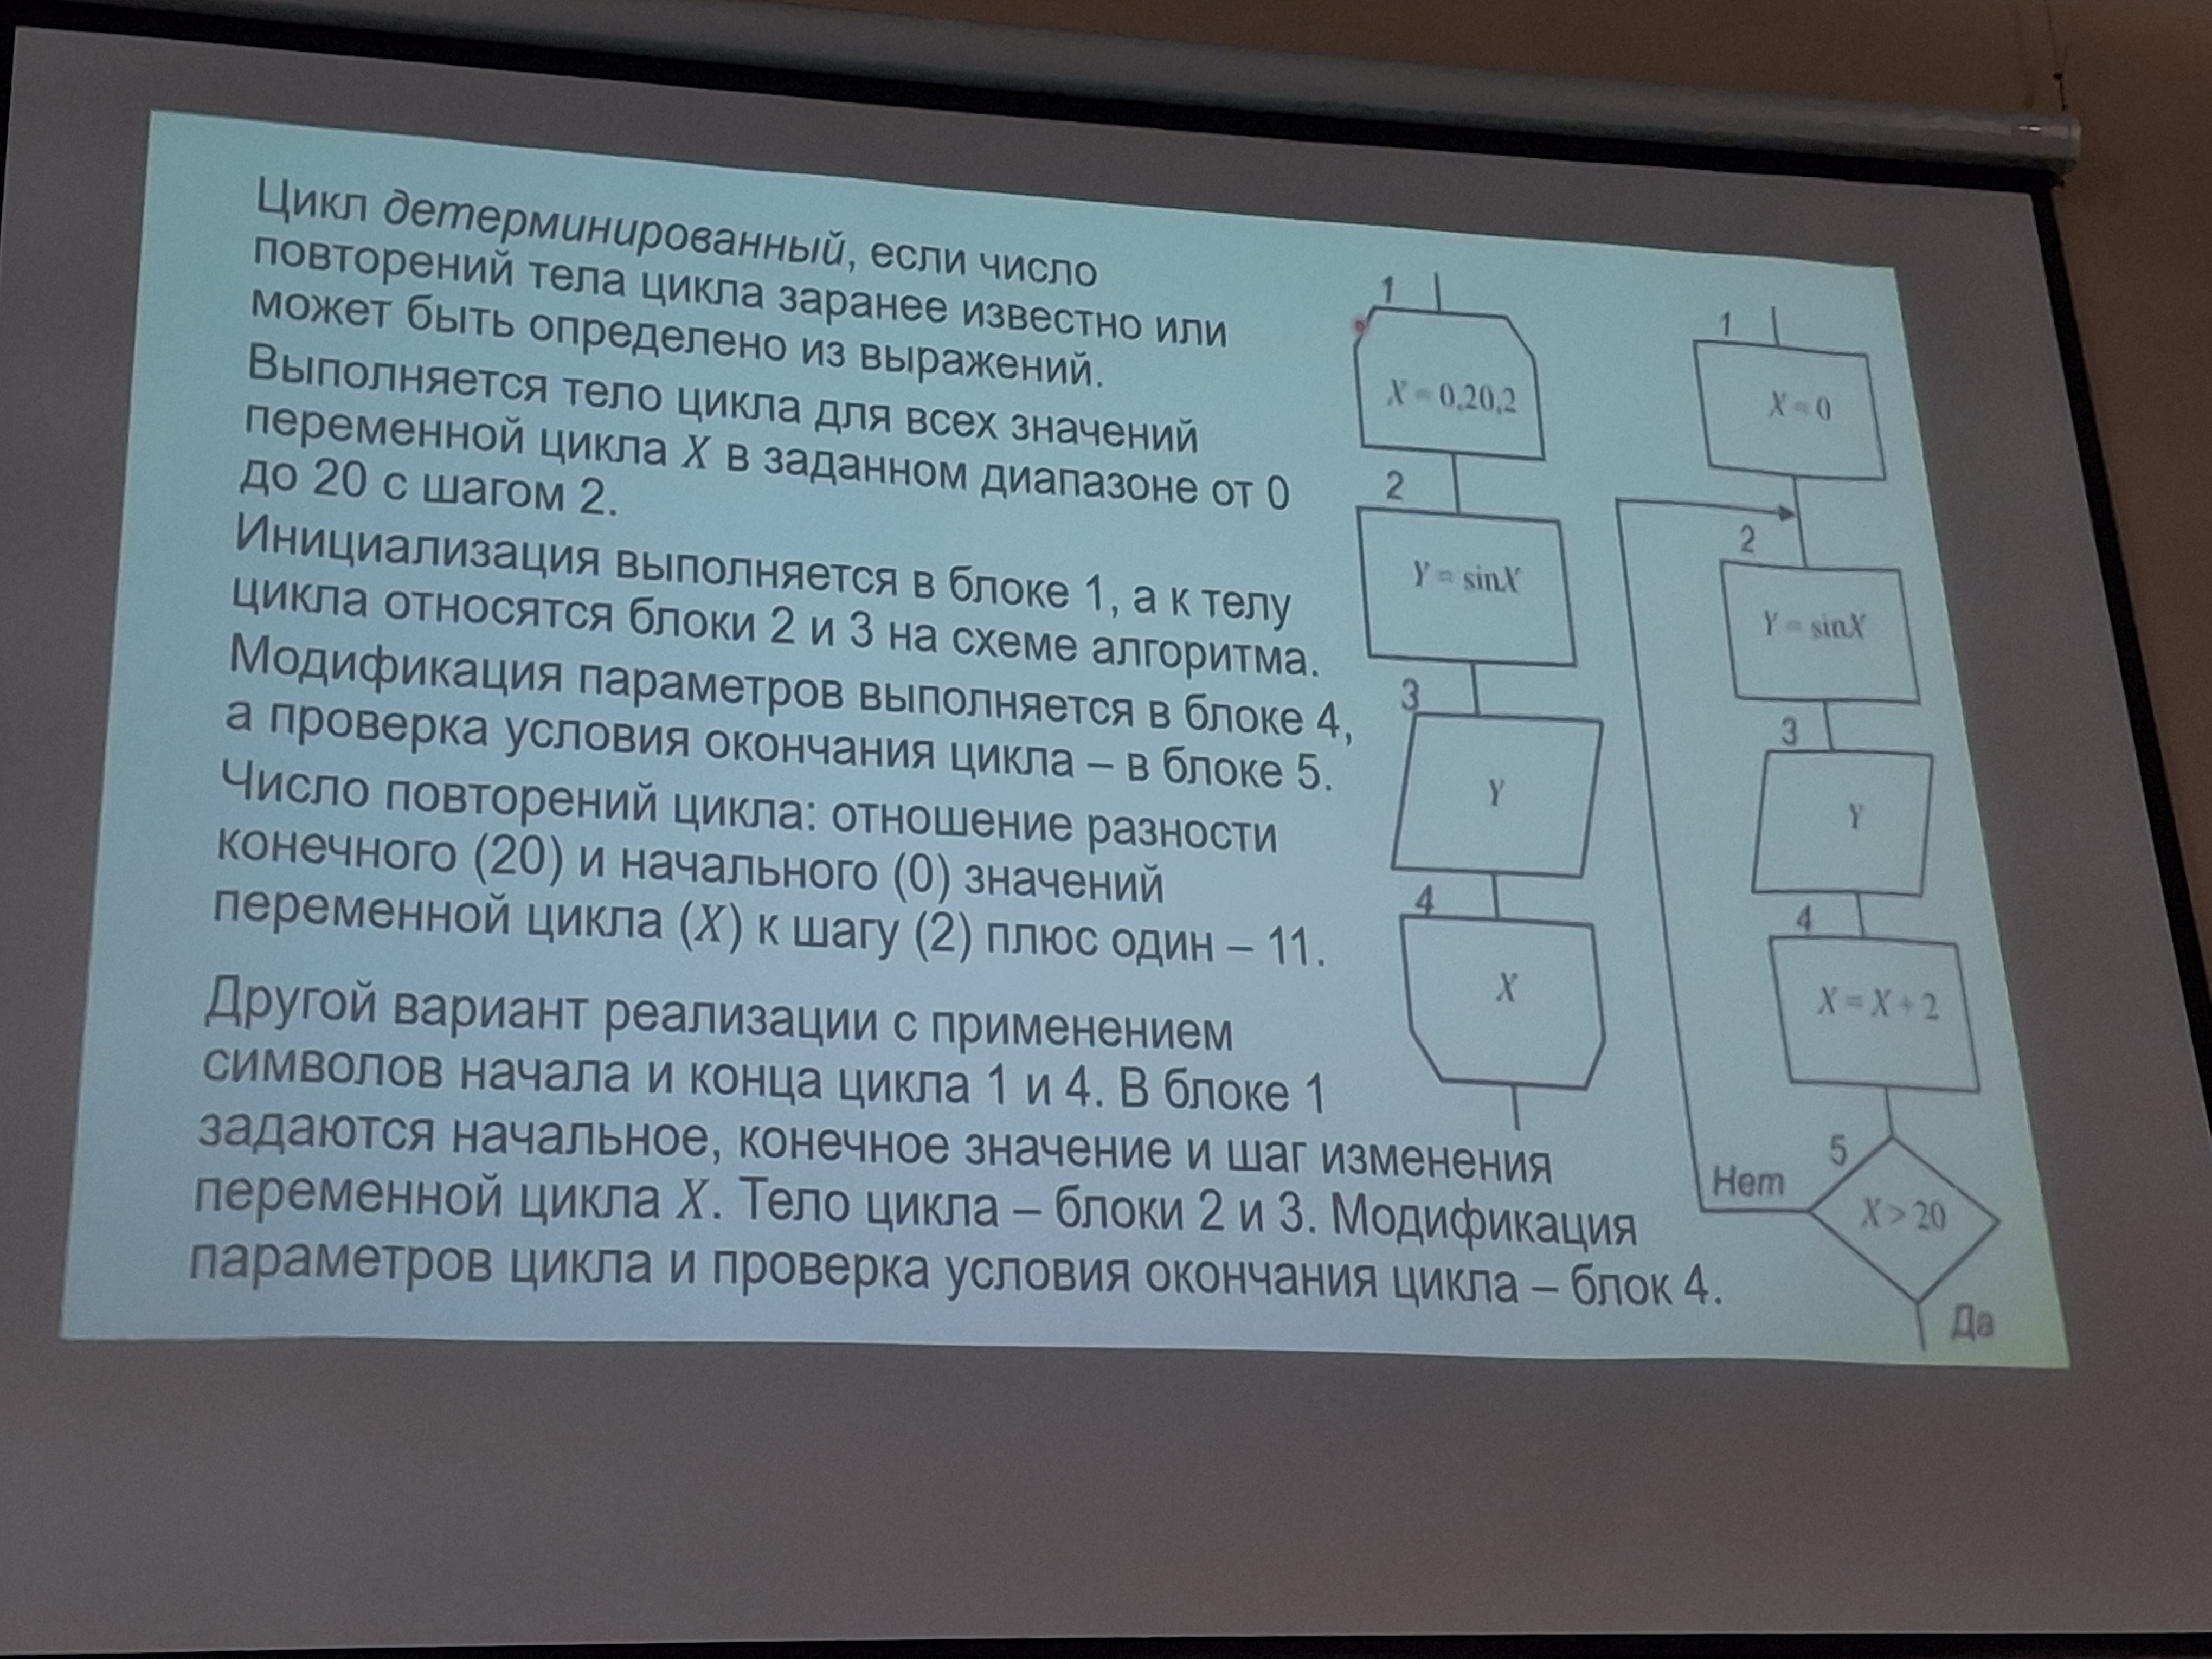 Цикл детерминированный, если число
повторений тела цикла заранее известно или
может быть определено из выражений.
Выполняется тело цикла для всех значений
переменной цикла X в заданном диапазоне от 0
до 20 с шагом 2.
Инициализация выполняется в блоке 1, а к телу
цикла относятся блоки 2 и 3 на схеме алгоритма.
Модификация параметров выполняется в блоке 4,
а проверка условия окончания цикла – в блоке 5.
Число повторений цикла: отношение разности
конечного (20) и начального (0) значений
переменной цикла (X) к шагу (2) плюс один – 11.
Другой вариант реализации с применением
символов начала и конца цикла 1 и 4. В блоке 1
задаются начальное, конечное значение и шаг изменения
переменной цикла X. Тело цикла – блоки 2 и 3. Модификация
параметров цикла и проверка условия окончания цикла – блок 4.
1
X = 0,20,2
2
Y = sinX
3
Y
4
X
1
X = 0
2
Y = sinX
3
Y
4
X = X + 2
5
Нет
X > 20
Да